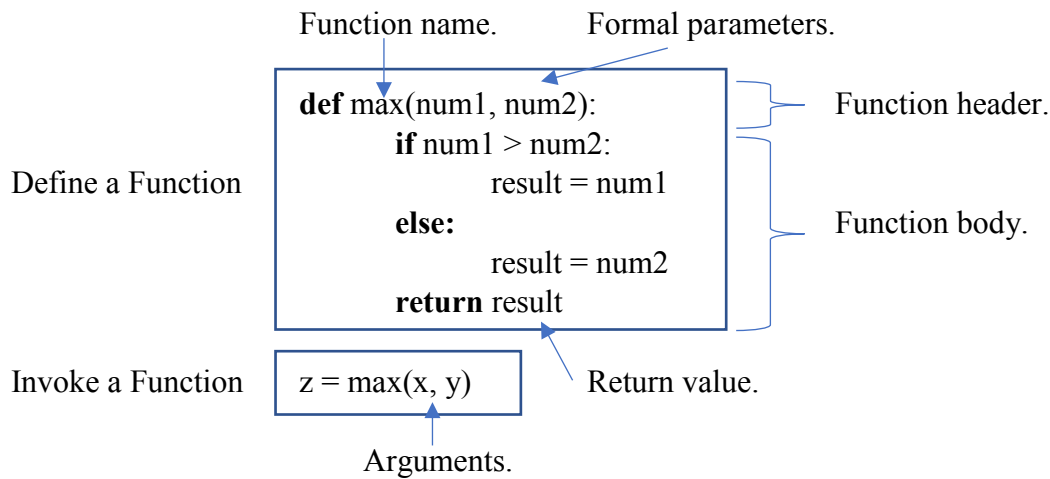 Function name. Formal parameters.
def max(num1, num2):
Function header.
if num1 > num2:
Define a Function
result = num1
else:
Function body.
result = num2
return result
Invoke a Function
z = max(x, y)
Return value.
Arguments.